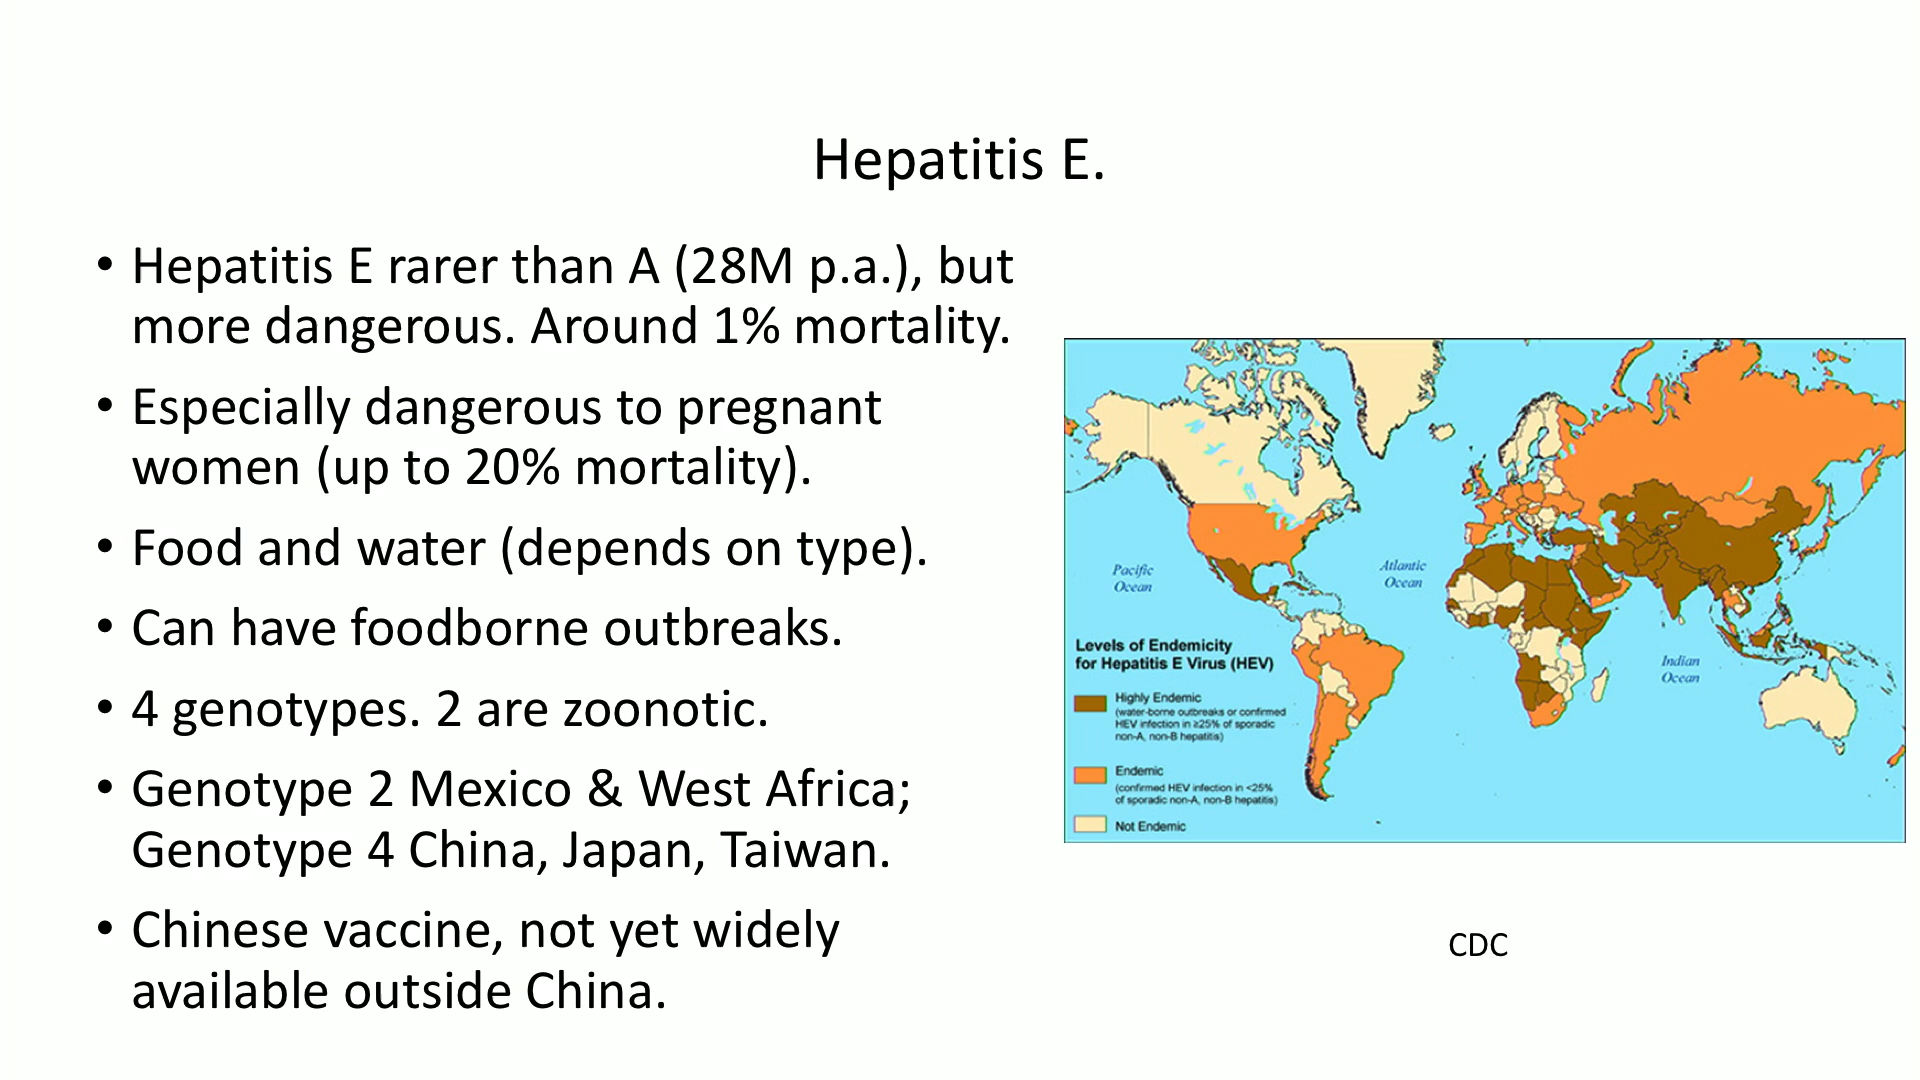 Hepatitis E.
• Hepatitis E rarer than A (28M p.a.), but
more dangerous. Around 1% mortality.
• Especially dangerous to pregnant
women (up to 20% mortality).
• Food and water (depends on type).
• Can have foodborne outbreaks.
• 4 genotypes. 2 are zoonotic.
• Genotype 2 Mexico & West Africa;
Genotype 4 China, Japan, Taiwan.
• Chinese vaccine, not yet widely
available outside China.
Pacific
Ocean
Atlantic
Ocean
Indian
Ocean
Levels of Endemicity
for Hepatitis E Virus (HEV)
Highly Endemic
(water-borne outbreaks or confirmed
HEV infection in ≥25% of sporadic
non-A, non-B hepatitis)
Endemic
(confirmed HEV infection in <25%
of sporadic non-A, non-B hepatitis)
Not Endemic
CDC